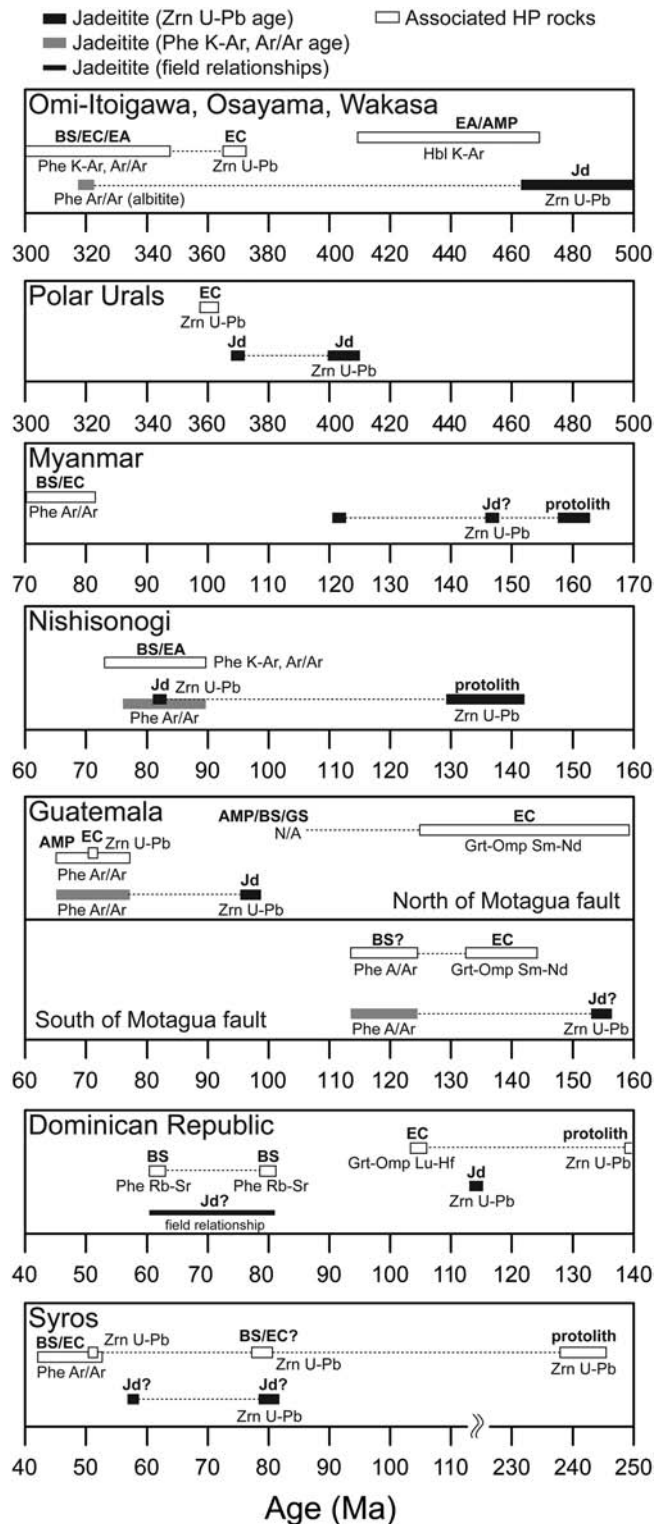 Jadeitite (Zrn U-Pb age) Associated HP rocks
Jadeitite (Phe K-Ar, Ar/Ar age)
Jadeitite (field relationships)
Omi-Itoigawa, Osayama, Wakasa
BS/EC/EA EC EA/AMP
Phe K-Ar, Ar/Ar Zrn U-Pb Hbl K-Ar
Jd
Phe Ar/Ar (albitite) Zrn U-Pb
300 320 340 360 380 400 420 440 460 480 500
Polar Urals
EC
Zrn U-Pb
Jd Jd
Zrn U-Pb
300 320 340 360 380 400 420 440 460 480 500
Myanmar
BS/EC
Phe Ar/Ar
Jd? protolith
Zrn U-Pb
70 80 90 100 110 120 130 140 150 160 170
Nishisonogi
BS/EA
Phe K-Ar, Ar/Ar
Jd Zrn U-Pb protolith
Phe Ar/Ar Zrn U-Pb
60 70 80 90 100 110 120 130 140 150 160
Guatemala
AMP/BS/GS EC
N/A Grt-Omp Sm-Nd
AMP EC Zrn U-Pb
Phe Ar/Ar
Jd
Phe Ar/Ar Zrn U-Pb North of Motagua fault
BS? EC
Phe A/Ar Grt-Omp Sm-Nd
South of Motagua fault Jd?
Phe A/Ar Zrn U-Pb
60 70 80 90 100 110 120 130 140 150 160
Dominican Republic
EC protolith
Grt-Omp Lu-Hf Zrn U-Pb
BS BS
Phe Rb-Sr Phe Rb-Sr
Jd
Zrn U-Pb
Jd?
field relationship
40 50 60 70 80 90 100 110 120 130 140
Syros
BS/EC Zrn U-Pb BS/EC? protolith
Phe Ar/Ar Zrn U-Pb Zrn U-Pb
Jd? Jd?
Zrn U-Pb
40 50 60 70 80 90 100 110 230 240 250
Age (Ma)